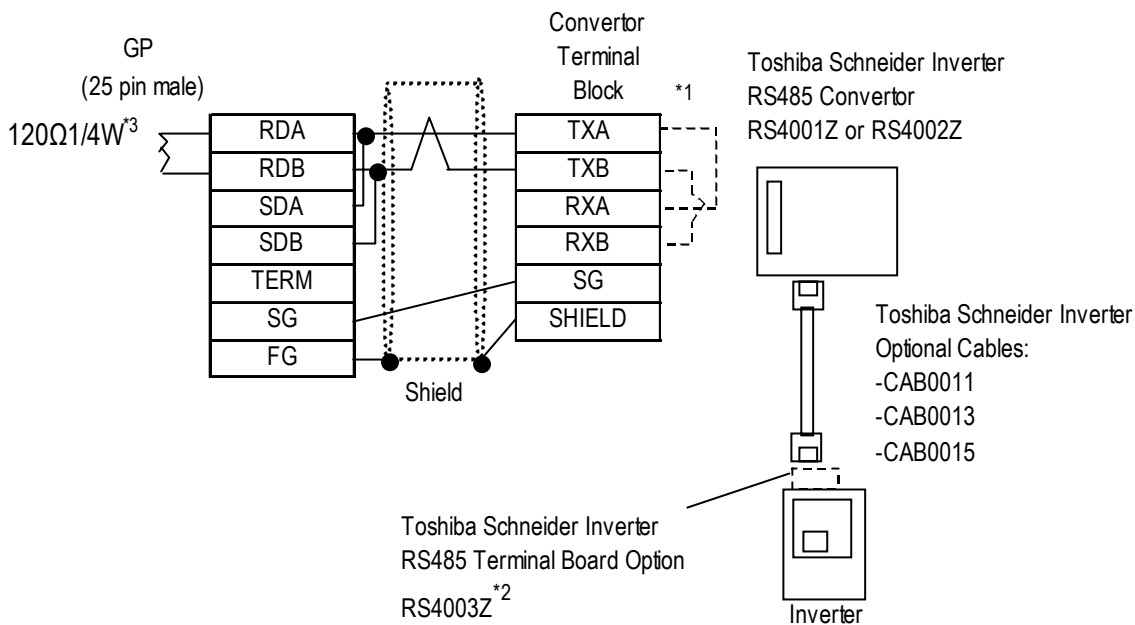 GP
(25 pin male)
120Ω1/4W*3
RDA
RDB
SDA
SDB
TERM
SG
FG
Shield
Convertor
Terminal
Block
*1
TXA
TXB
RXA
RXB
SG
SHIELD
Toshiba Schneider Inverter
RS485 Convertor
RS4001Z or RS4002Z
Toshiba Schneider Inverter
Optional Cables:
-CAB0011
-CAB0013
-CAB0015
Toshiba Schneider Inverter
RS485 Terminal Board Option
RS4003Z*2
Inverter